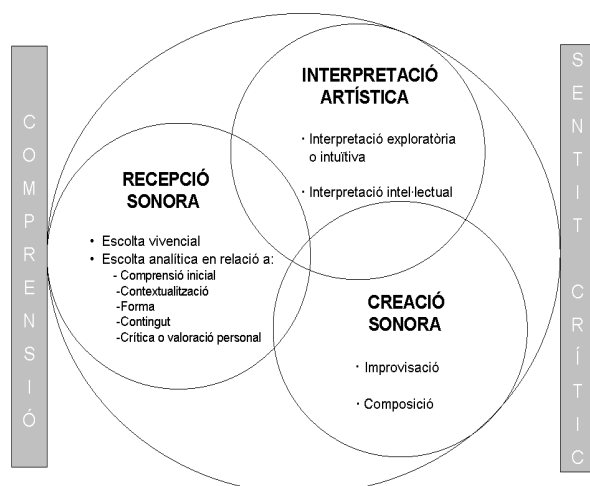 COMPRENSIÓ
INTERPRETACIÓ
ARTÍSTICA
· Interpretació exploratòria
o intuïtiva
· Interpretació intel·lectual
RECEPCIÓ
SONORA
• Escolta vivencial
• Escolta analítica en relació a:
- Comprensió inicial
-Contextualització
-Forma
-Contingut
-Crítica o valoració personal
CREACIÓ
SONORA
· Improvisació
· Composició
SENTIT CRÍTIC